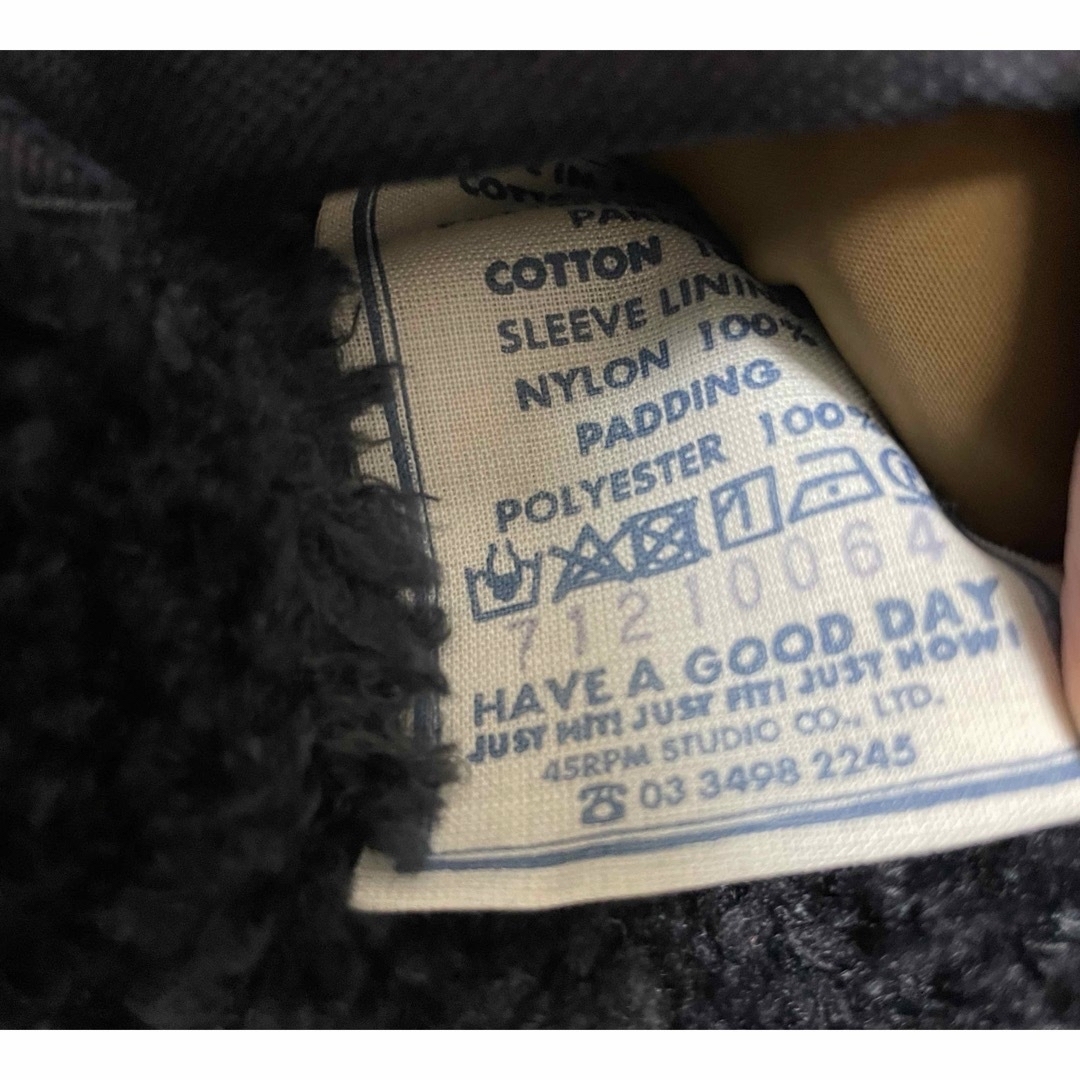 COTTON
SLEEVE LINING
NYLON 100%
PADDING
POLYESTER 100%
71210064
HAVE A GOOD DAY
JUST HIT! JUST FIT! JUST NOW!
45RPM STUDIO CO., LTD.
☎ 03 3498 2245